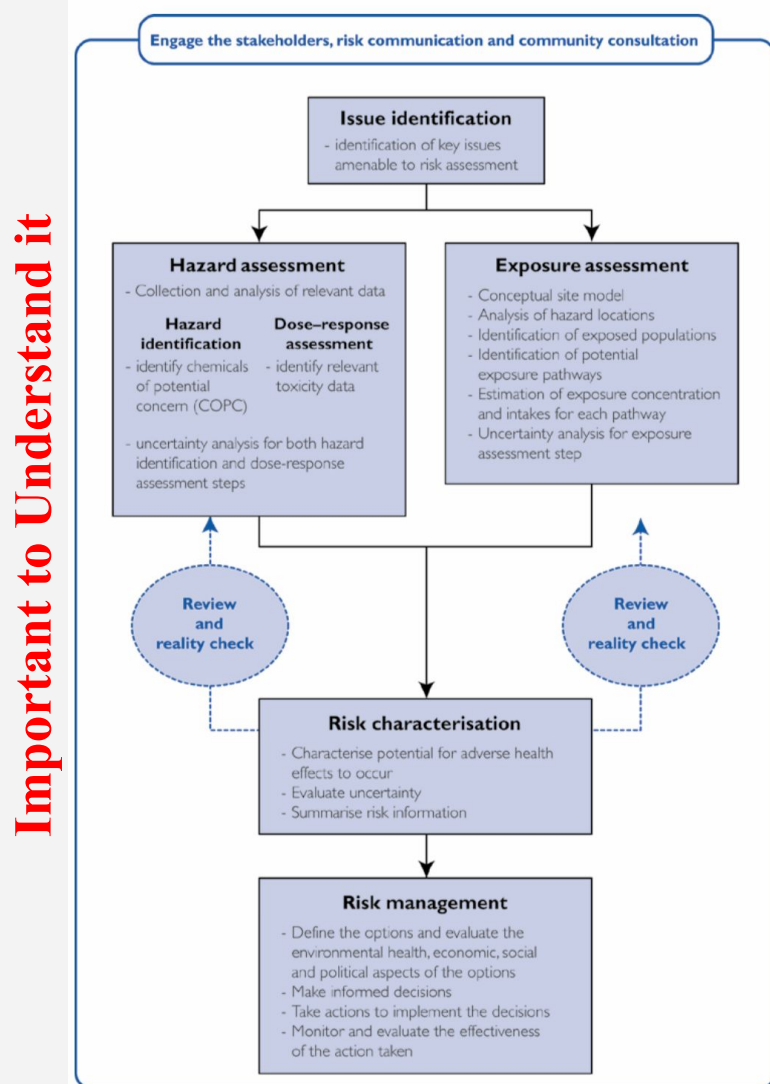 Important to Understand it
Engage the stakeholders, risk communication and community consultation
Issue identification
- identification of key issues
amenable to risk assessment
Hazard assessment
- Collection and analysis of relevant data
Hazard
identification
- identify chemicals
of potential
concern (COPC)
Dose–response
assessment
- identify relevant
toxicity data
- uncertainty analysis for both hazard
identification and dose-response
assessment steps
Exposure assessment
- Conceptual site model
- Analysis of hazard locations
- Identification of exposed populations
- Identification of potential
exposure pathways
- Estimation of exposure concentration
and intakes for each pathway
- Uncertainty analysis for exposure
assessment step
Review
and
reality check
Review
and
reality check
Risk characterisation
- Characterise potential for adverse health
effects to occur
- Evaluate uncertainty
- Summarise risk information
Risk management
- Define the options and evaluate the
environmental health, economic, social
and political aspects of the options
- Make informed decisions
- Take actions to implement the decisions
- Monitor and evaluate the effectiveness
of the action taken